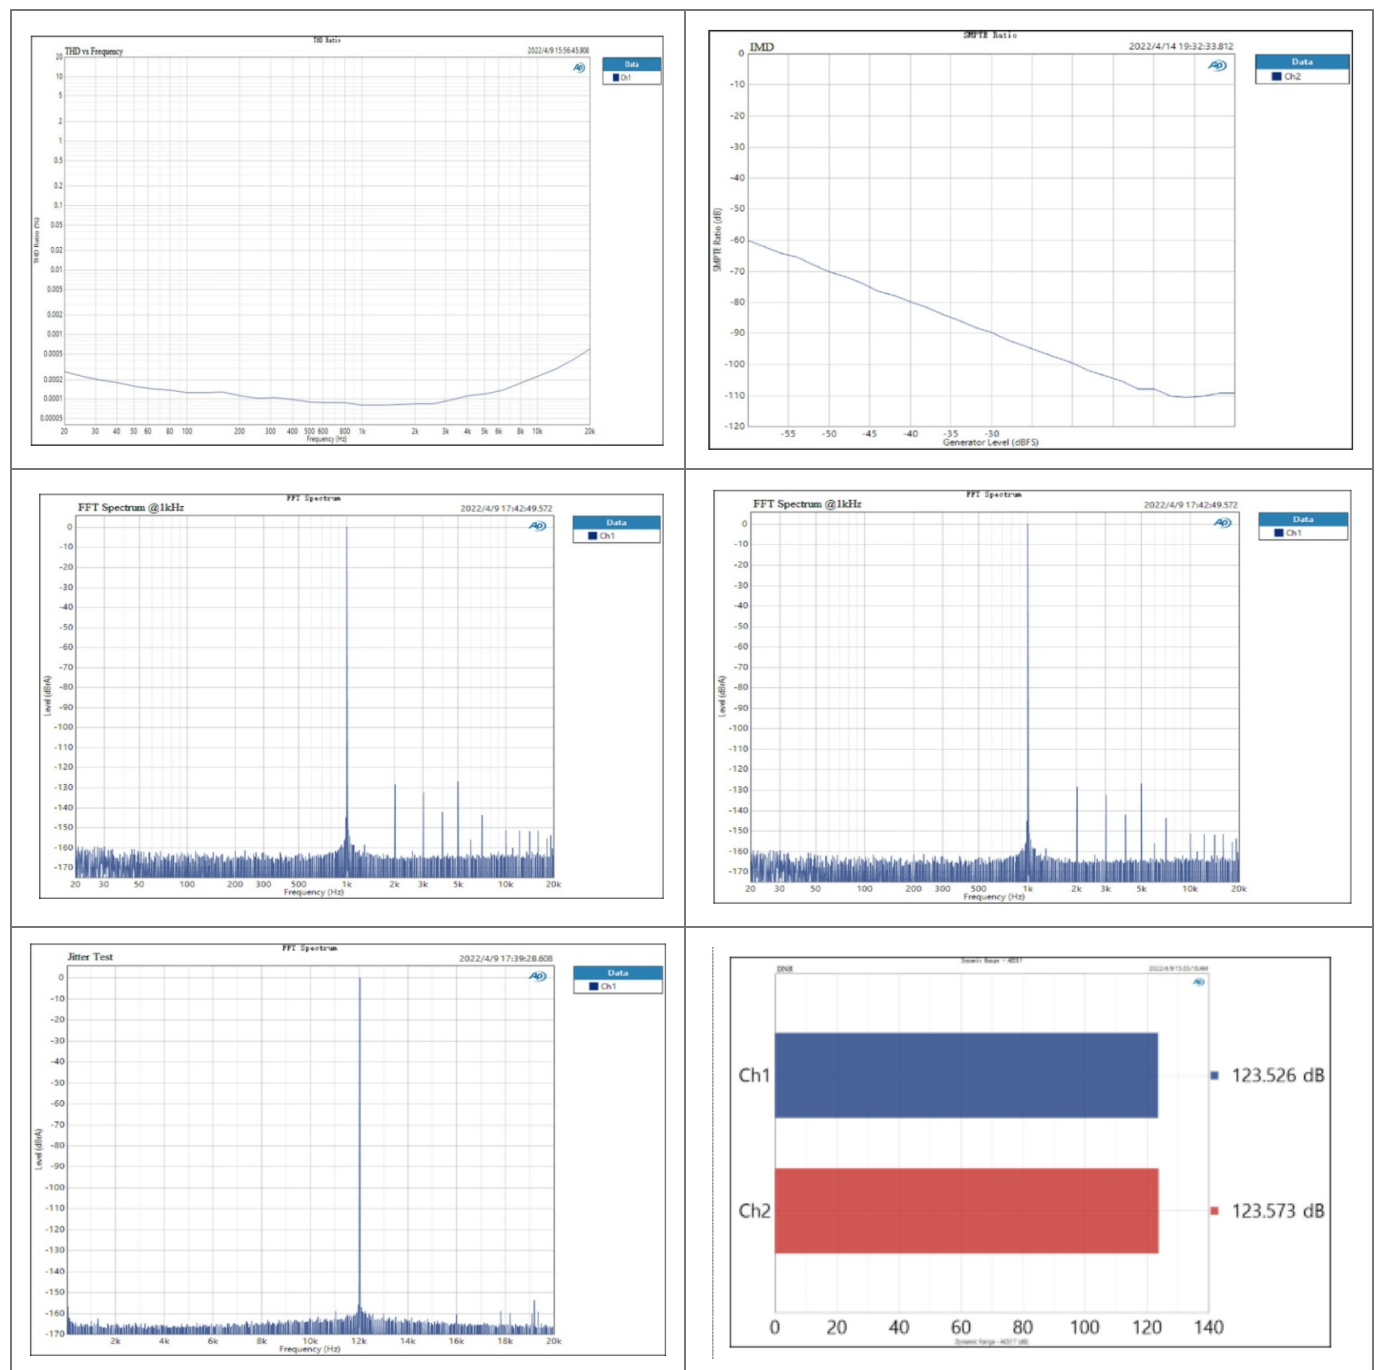 THD Ratio
THD vs Frequency
2022/4/9 15:56:45.908
20
10
5
2
1
0.5
0.2
0.1
0.05
0.02
0.01
0.005
0.002
0.001
0.0005
0.0002
0.0001
0.00005
THD Ratio (%)
20 30 40 50 60 80 100 200 300 400 500 600 800 1k 2k 3k 4k 5k 6k 8k 10k 20k
Frequency (Hz)
AP
Data
Ch1
SMPTE Ratio
IMD
2022/4/14 19:32:33.812
0
-10
-20
-30
-40
-50
-60
-70
-80
-90
-100
-110
-120
SMPTE Ratio (dB)
-55 -50 -45 -40 -35 -30
Generator Level (dBFS)
AP
Data
Ch2
FFT Spectrum
FFT Spectrum @1kHz
2022/4/9 17:42:49.572
0
-10
-20
-30
-40
-50
-60
-70
-80
-90
-100
-110
-120
-130
-140
-150
-160
-170
Level (dBrA)
20 30 50 100 200 300 500 1k 2k 3k 5k 10k 20k
Frequency (Hz)
AP
Data
Ch1
FFT Spectrum
FFT Spectrum @1kHz
2022/4/9 17:42:49.572
0
-10
-20
-30
-40
-50
-60
-70
-80
-90
-100
-110
-120
-130
-140
-150
-160
-170
Level (dBrA)
20 30 50 100 200 300 500 1k 2k 3k 5k 10k 20k
Frequency (Hz)
AP
Data
Ch1
FFT Spectrum
Jitter Test
2022/4/9 17:39:28.608
0
-10
-20
-30
-40
-50
-60
-70
-80
-90
-100
-110
-120
-130
-140
-150
-160
-170
Level (dBrA)
2k 4k 6k 8k 10k 12k 14k 16k 18k 20k
Frequency (Hz)
AP
Data
Ch1
Dynamic Range - AES17
DNR
AP
Ch1
123.526 dB
Ch2
123.573 dB
0 20 40 60 80 100 120 140
Dynamic Range - AES17 (dB)